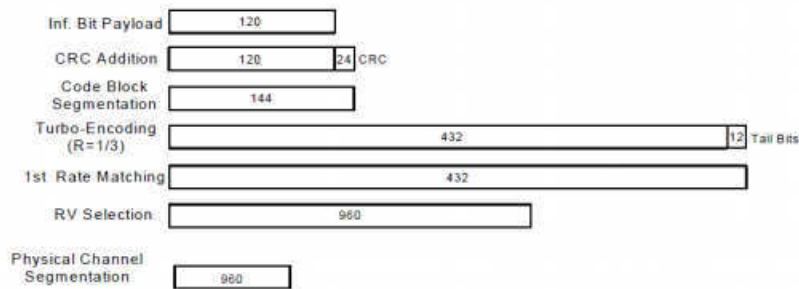 Inf. Bit Payload 120
CRC Addition 120 24 CRC
Code Block
Segmentation 144
Turbo-Encoding
(R=1/3) 432 12 Tail Bits
1st Rate Matching 432
RV Selection 960
Physical Channel
Segmentation 960